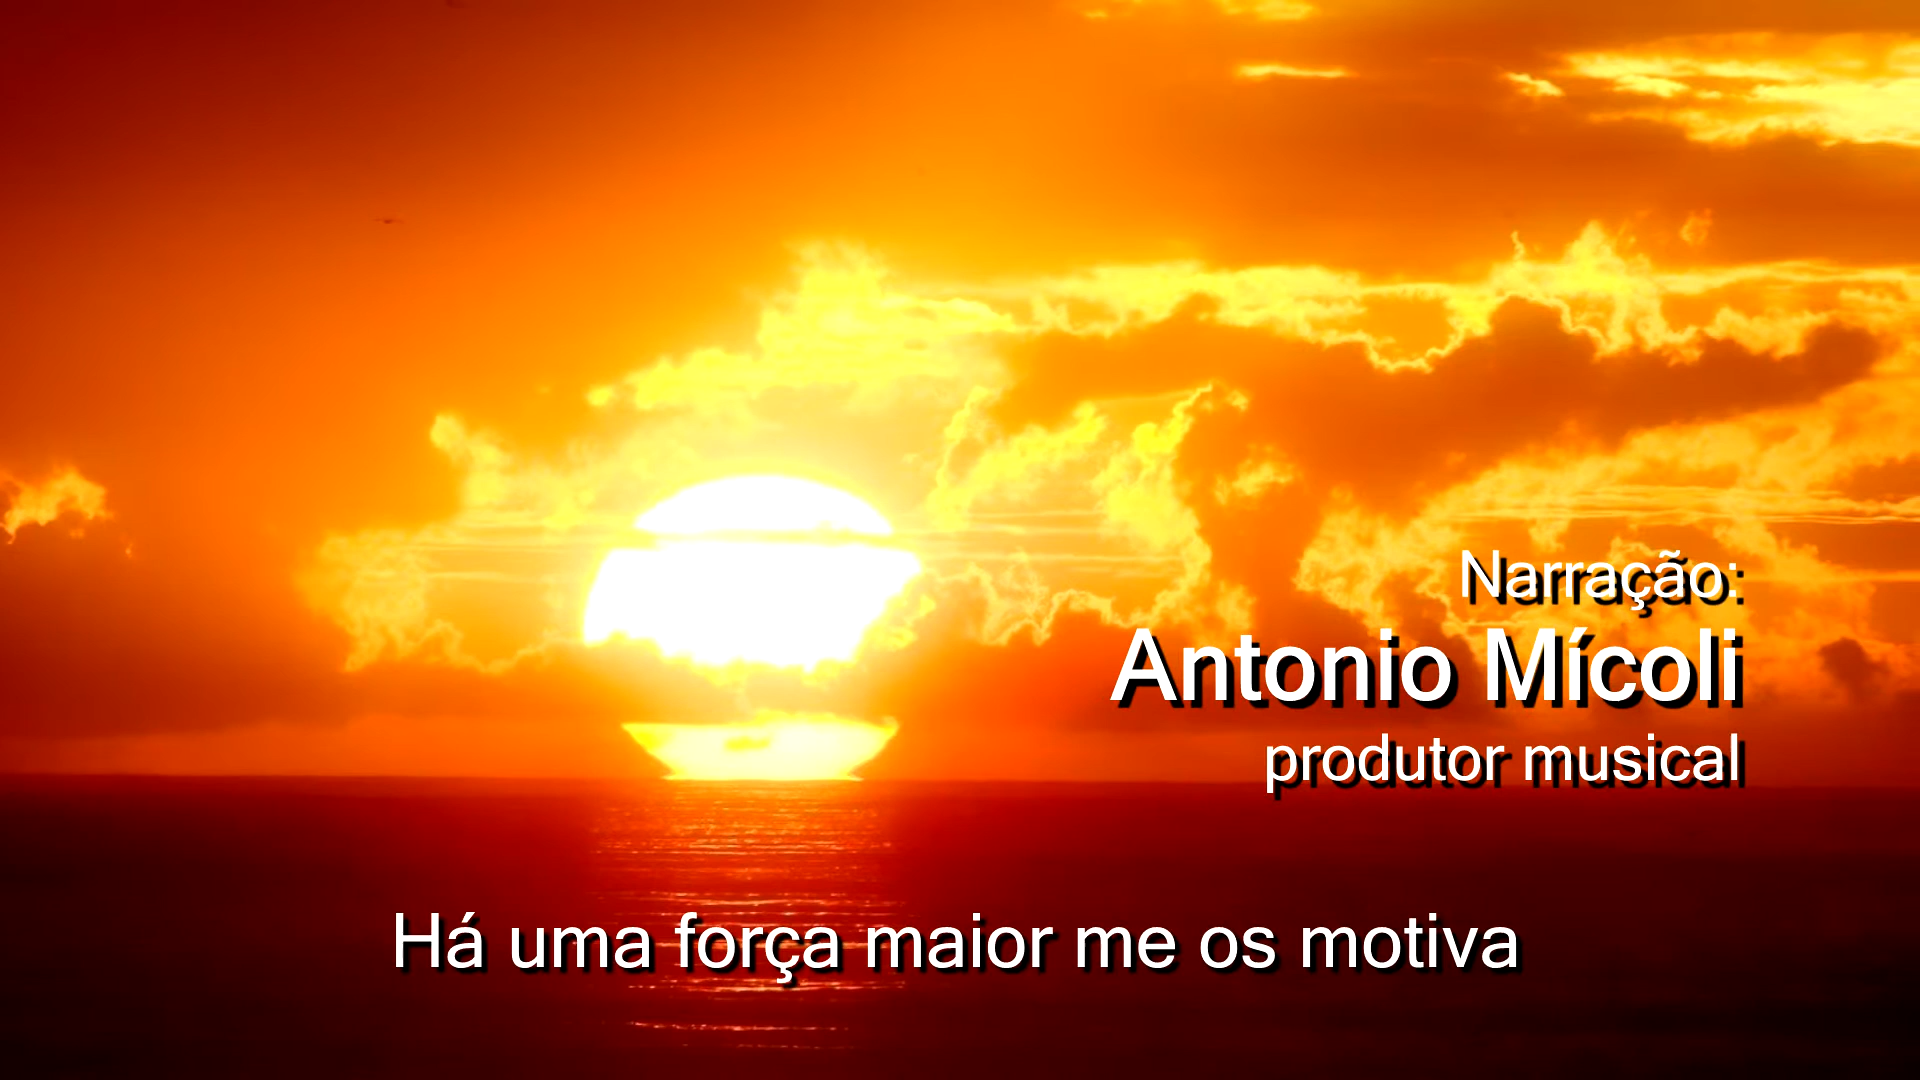 Narração:
Antonio Mícoli
produtor musical
Há uma força maior me os motiva